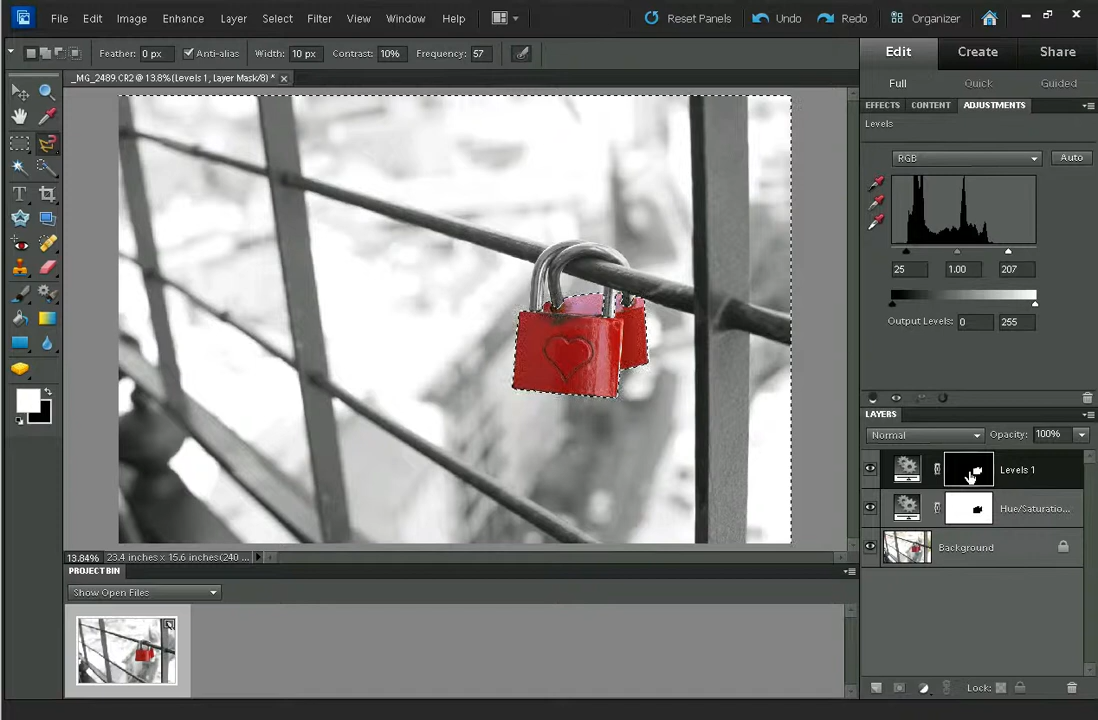 File Edit Image Enhance Layer Select Filter View Window Help Reset Panels Undo Redo Organizer
Feather: 0 px Anti-alias Width: 10 px Contrast: 10% Frequency: 57
Edit Create Share
_MG_2489.CR2 @ 13.8%(Levels 1, Layer Mask/8) *
Full Quick Guided
EFFECTS CONTENT ADJUSTMENTS
Levels
RGB Auto
25 1.00 207
Output Levels: 0 255
LAYERS
Normal Opacity: 100%
Levels 1
Hue/Saturatio...
Background
13.84% 23.4 inches x 15.6 inches (240 ...
PROJECT BIN
Show Open Files
Lock: